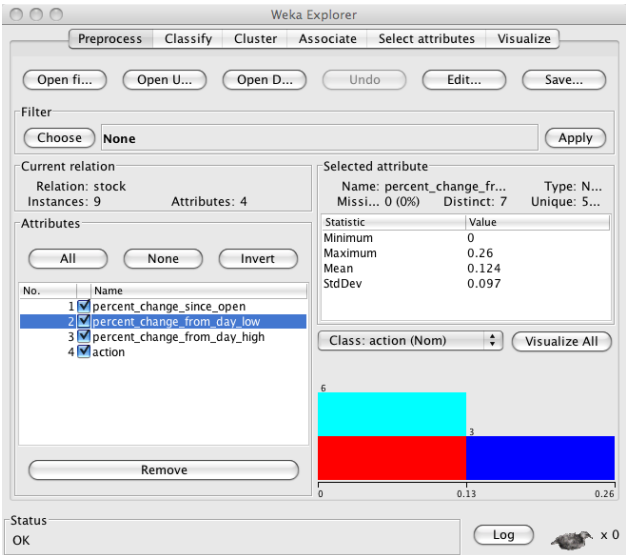 Weka Explorer
Preprocess Classify Cluster Associate Select attributes Visualize
Open fi... Open U... Open D... Undo Edit... Save...
Filter
Choose None Apply
Current relation
Relation: stock
Instances: 9 Attributes: 4
Selected attribute
Name: percent_change_fr... Type: N...
Missi... 0 (0%) Distinct: 7 Unique: 5...
Attributes
All None Invert
No. Name
1 percent_change_since_open
2 percent_change_from_day_low
3 percent_change_from_day_high
4 action
Remove
Statistic Value
Minimum 0
Maximum 0.26
Mean 0.124
StdDev 0.097
Class: action (Nom) Visualize All
6
3
0 0.13 0.26
Status
OK
Log x 0